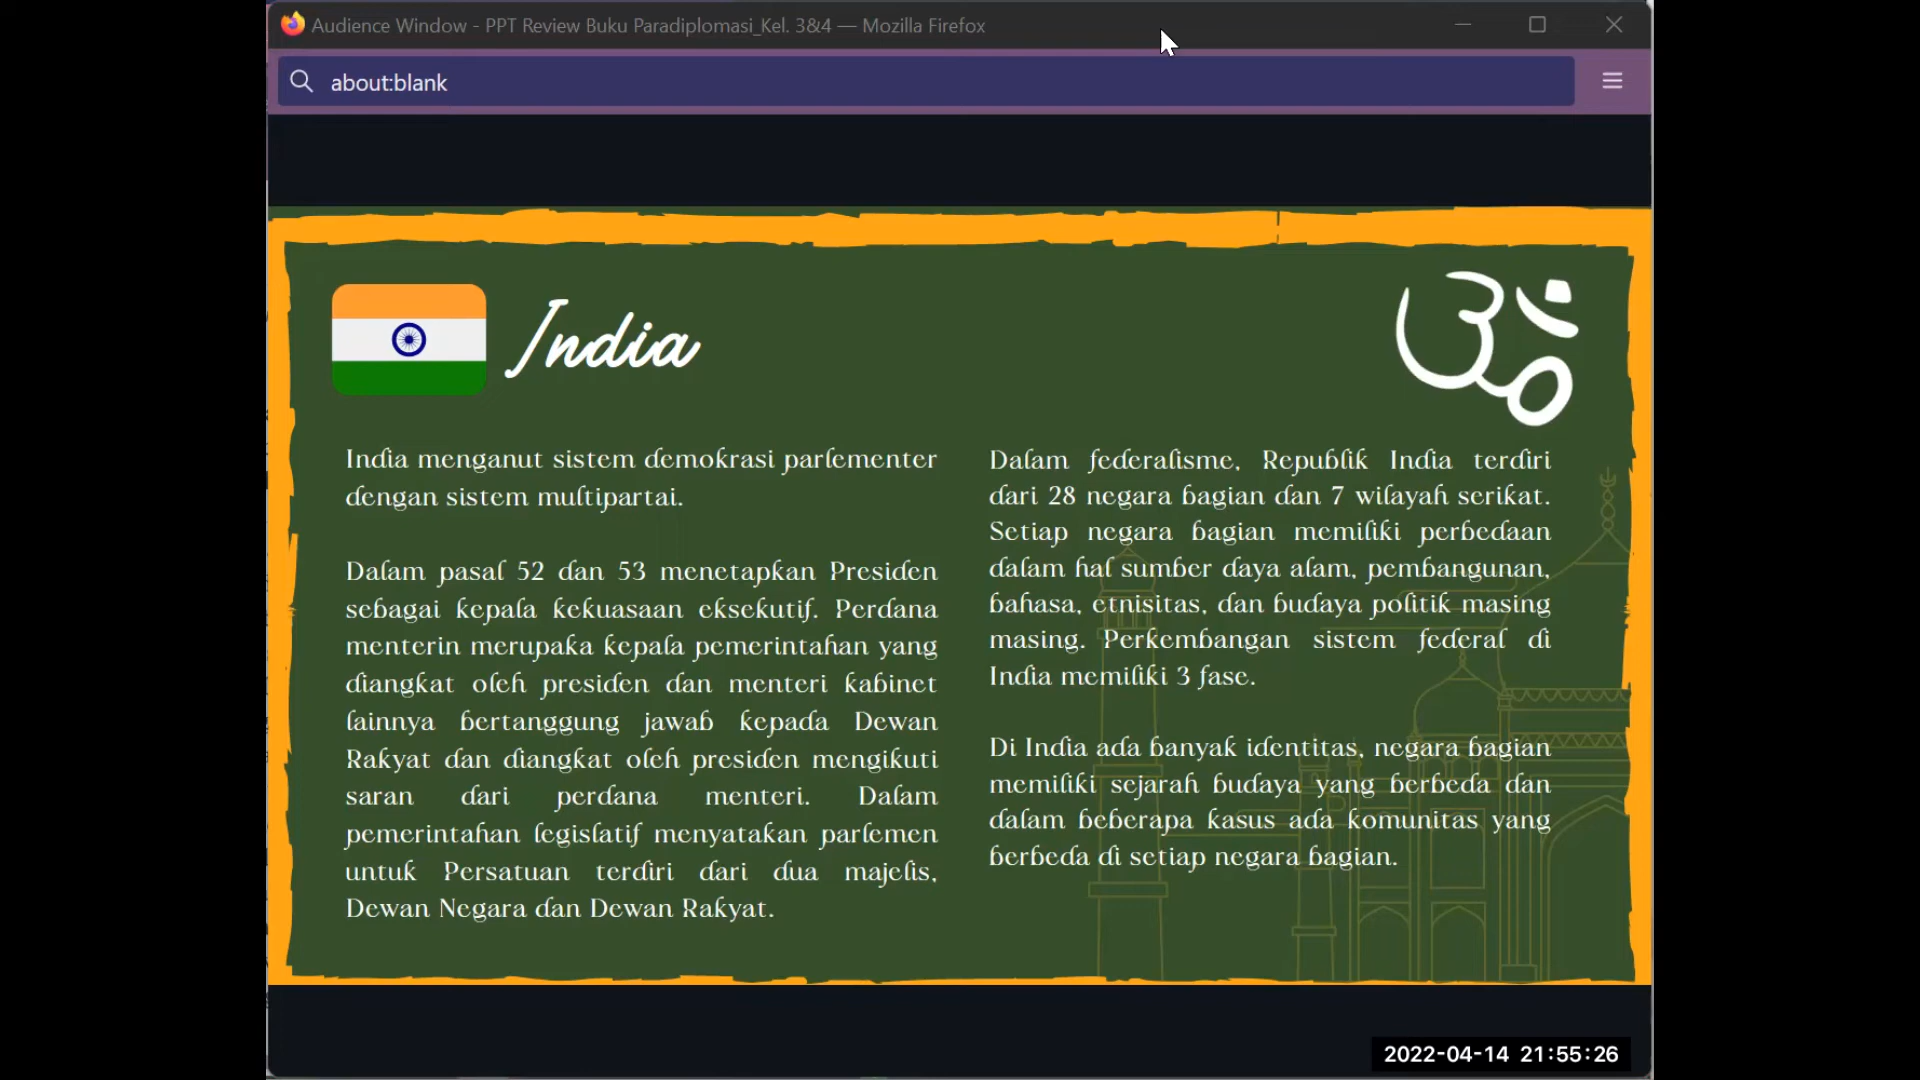 Audience Window - PPT Review Buku Paradiplomasi_Kel. 3&4 — Mozilla Firefox
about:blank
India
India menganut sistem demokrasi parlementer
dengan sistem multipartai.
Dalam pasal 52 dan 53 menetapkan Presiden
sebagai kepala kekuasaan eksekutif. Perdana
menterin merupaka kepala pemerintahan yang
diangkat oleh presiden dan menteri kabinet
lainnya bertanggung jawab kepada Dewan
Rakyat dan diangkat oleh presiden mengikuti
saran dari perdana menteri. Dalam
pemerintahan legislatif menyatakan parlemen
untuk Persatuan terdiri dari dua majelis,
Dewan Negara dan Dewan Rakyat.
ॐ
Dalam federalisme, Republik India terdiri
dari 28 negara bagian dan 7 wilayah serikat.
Setiap negara bagian memiliki perbedaan
dalam hal sumber daya alam, pembangunan,
bahasa, etnisitas, dan budaya politik masing
masing. Perkembangan sistem federal di
India memiliki 3 fase.
Di India ada banyak identitas, negara bagian
memiliki sejarah budaya yang berbeda dan
dalam beberapa kasus ada komunitas yang
berbeda di setiap negara bagian.
2022-04-14 21:55:26